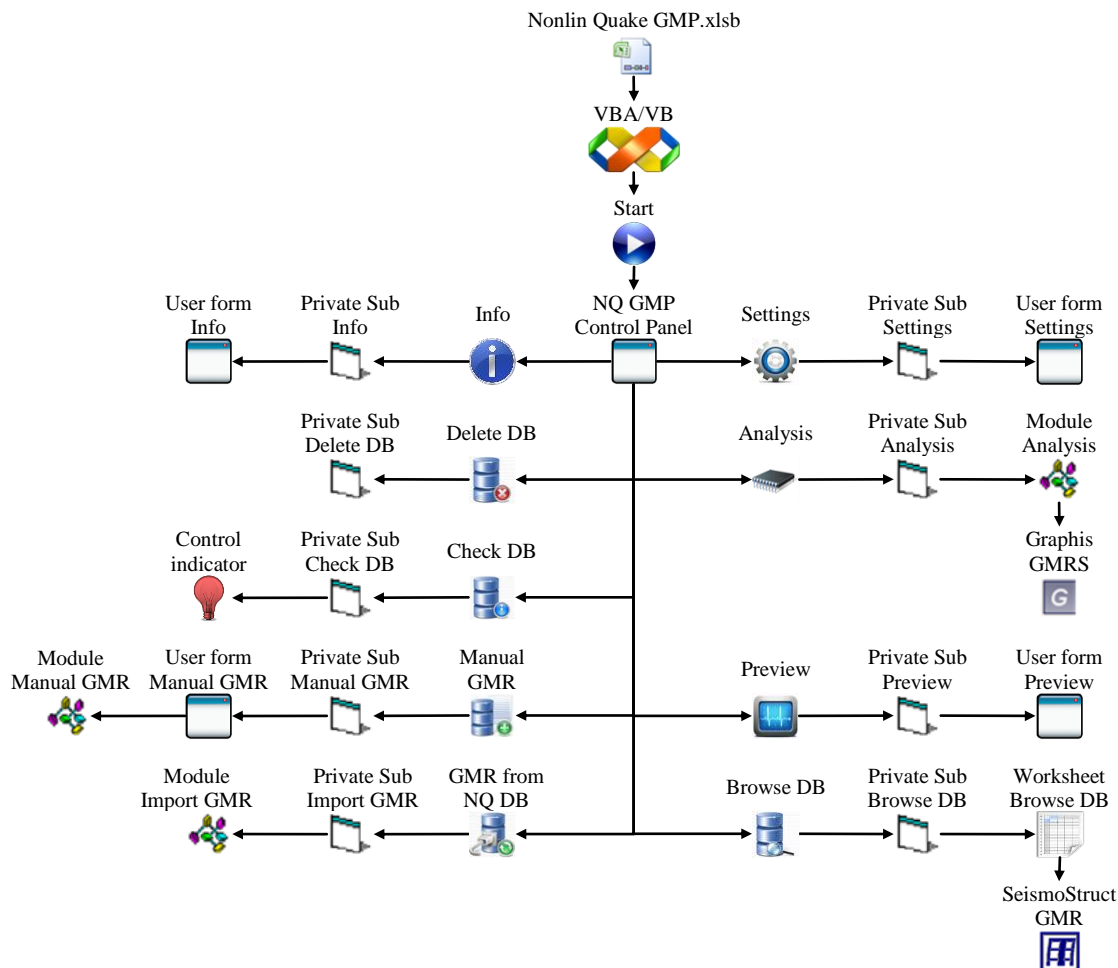 Nonlin Quake GMP.xlsb
VBA/VB
Start
User form
Info
Private Sub
Info
Info
NQ GMP
Control Panel
Settings
Private Sub
Settings
User form
Settings
Private Sub
Delete DB
Delete DB
Analysis
Private Sub
Analysis
Module
Analysis
Control
indicator
Private Sub
Check DB
Check DB
Graphis
GMRS
G
Module
Manual GMR
User form
Manual GMR
Private Sub
Manual GMR
Manual
GMR
Preview
Private Sub
Preview
User form
Preview
Module
Import GMR
Private Sub
Import GMR
GMR from
NQ DB
Browse DB
Private Sub
Browse DB
Worksheet
Browse DB
SeismoStruct
GMR